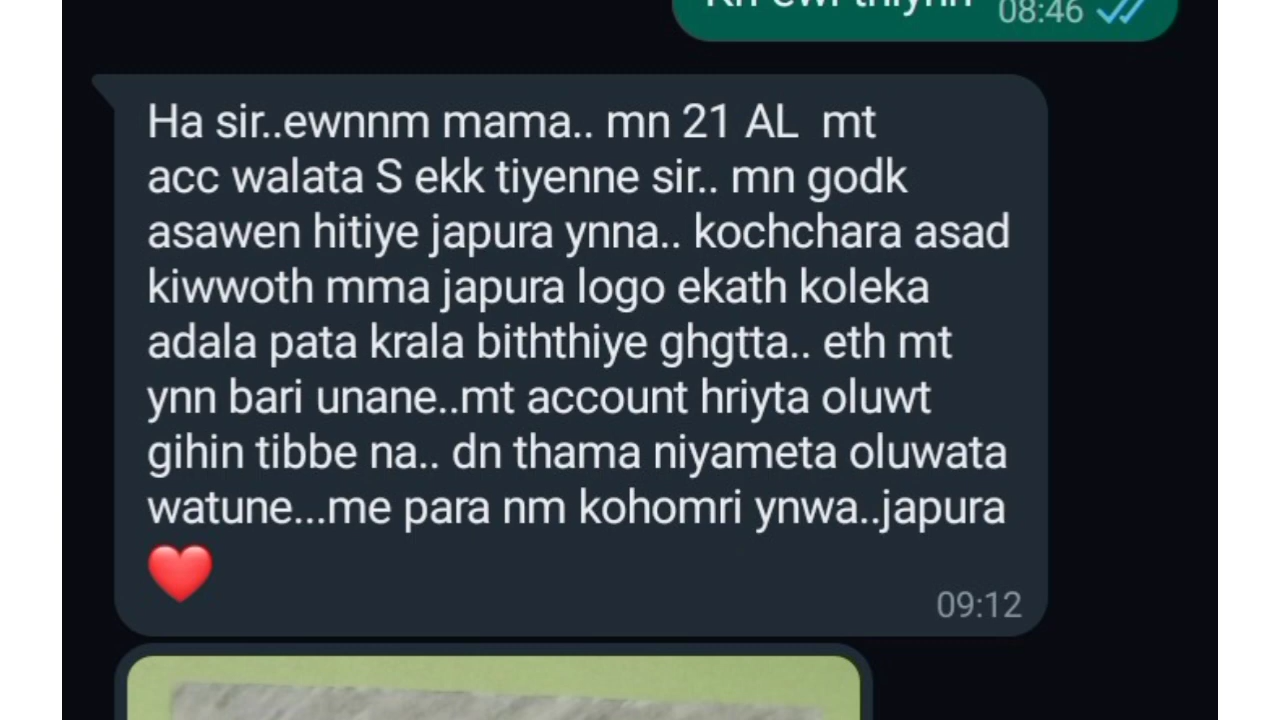 08:46
Ha sir..ewnnm mama.. mn 21 AL mt
acc walata S ekk tiyenne sir.. mn godk
asawen hitiye japura ynna.. kochchara asad
kiwwoth mma japura logo ekath koleka
adala pata krala biththiye ghgtta.. eth mt
ynn bari unane..mt account hriyta oluwt
gihin tibbe na.. dn thama niyameta oluwata
watune...me para nm kohomri ynwa..japura
❤️
09:12